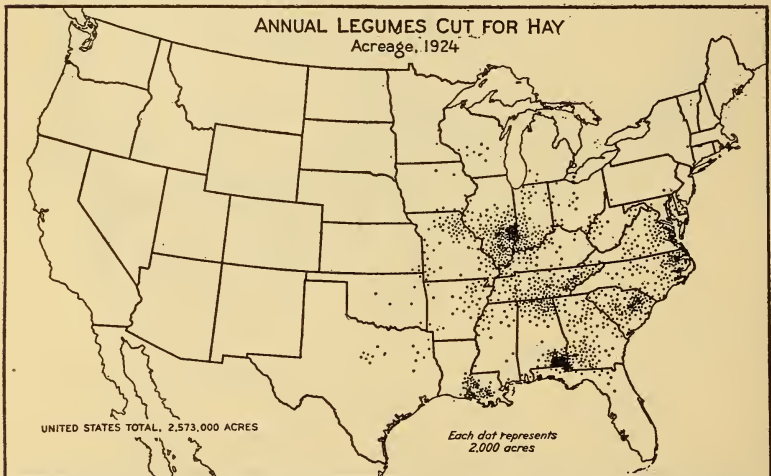 ANNUAL LEGUMES CUT FOR HAY
Acreage, 1924
UNITED STATES TOTAL, 2,573,000 ACRES
Each dot represents
2,000 acres